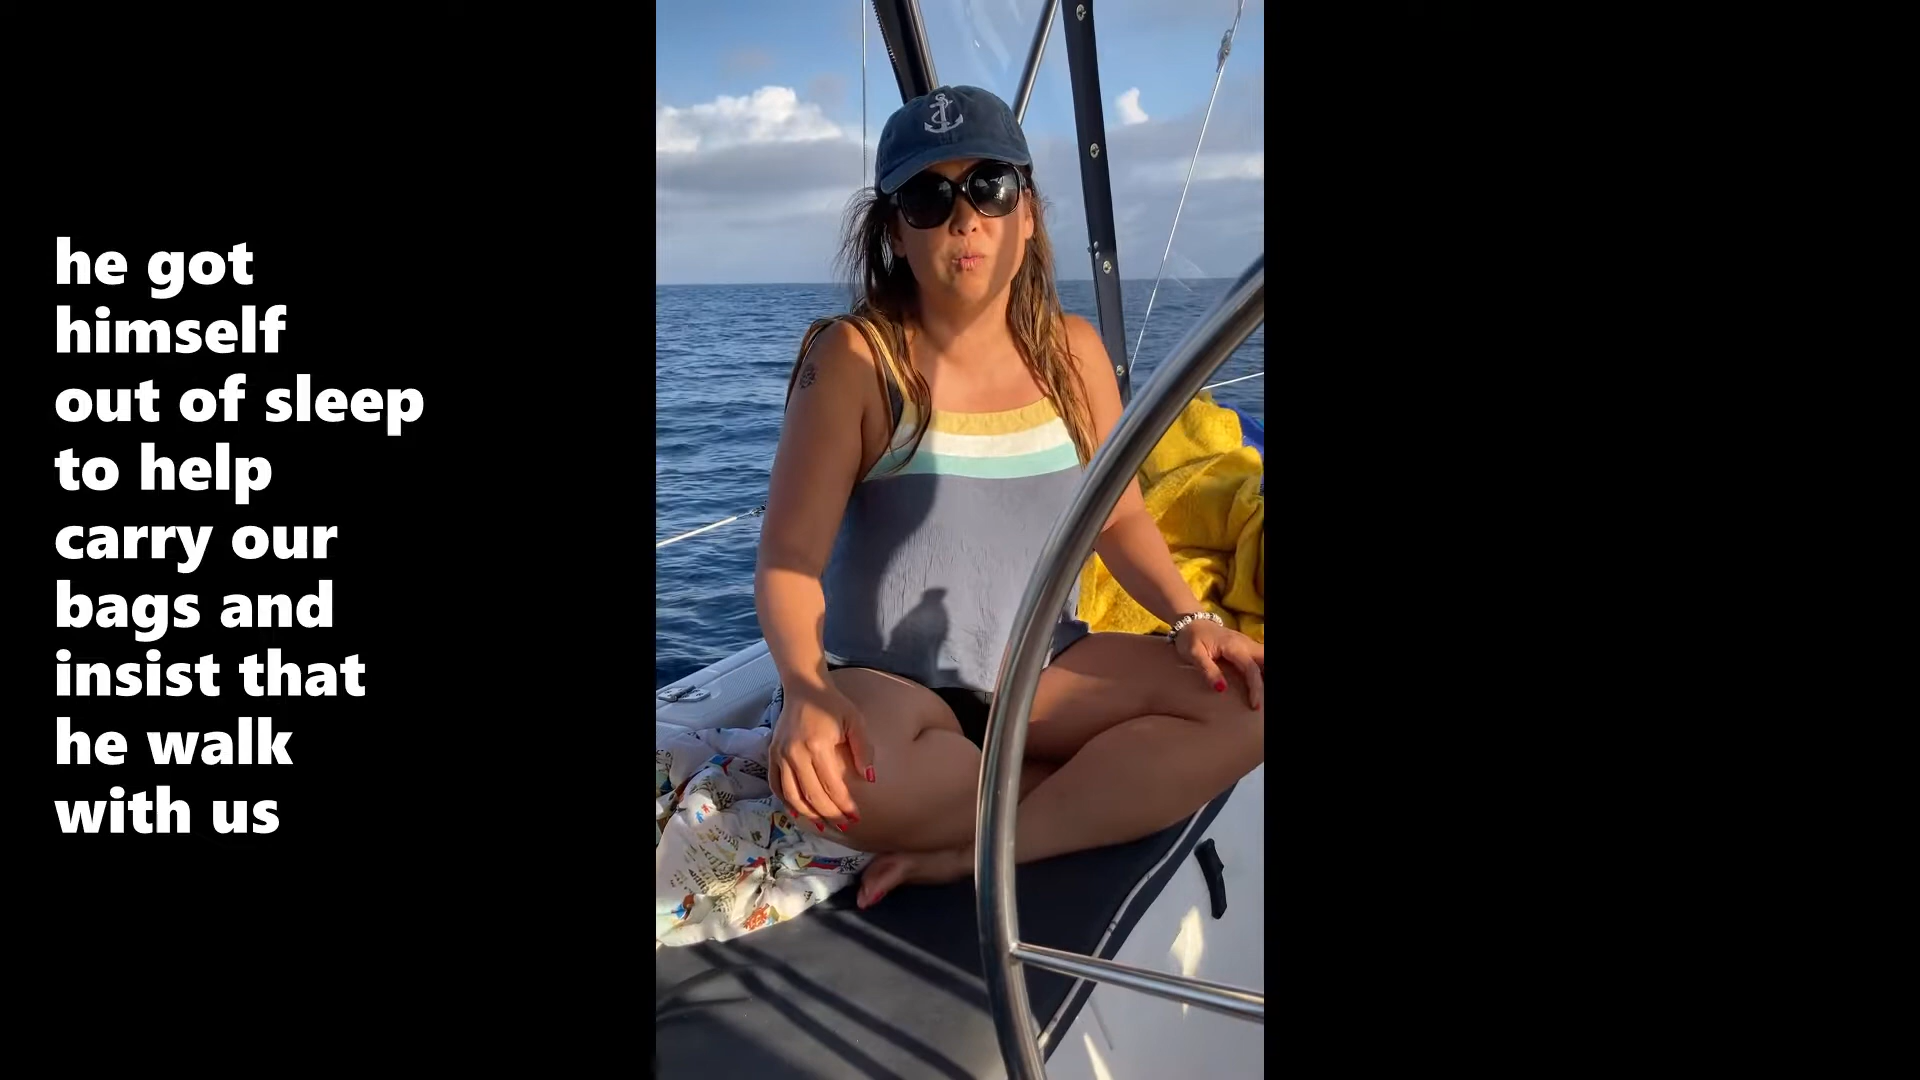 he got
himself
out of sleep
to help
carry our
bags and
insist that
he walk
with us